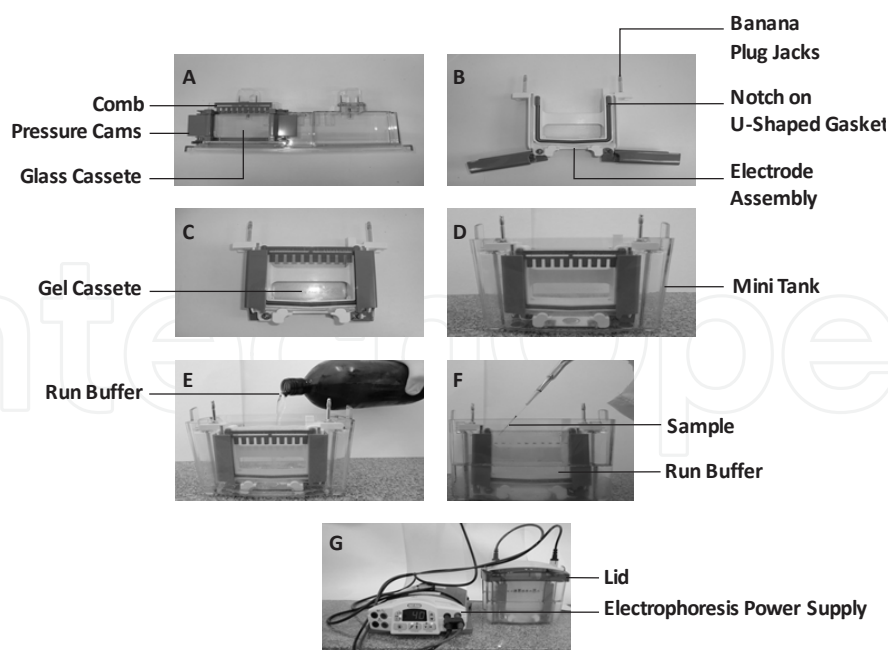 Banana
Plug Jacks
A
B
Comb
Pressure Cams
Glass Cassete
Notch on
U-Shaped Gasket
Electrode
Assembly
C
D
Gel Cassete
Mini Tank
E
F
Run Buffer
Sample
Run Buffer
G
Lid
Electrophoresis Power Supply